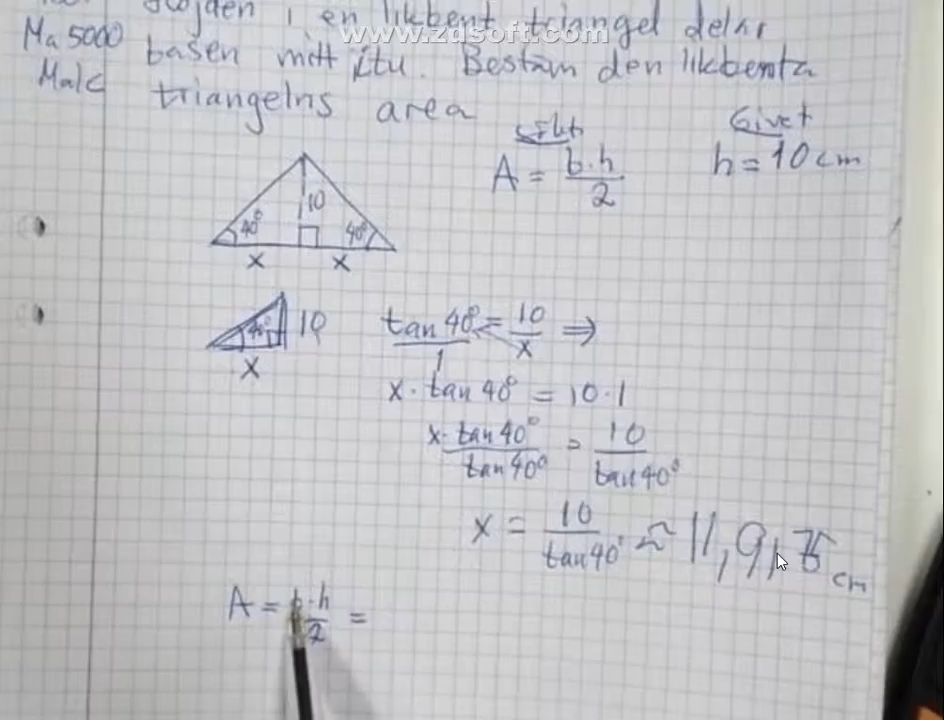 Höjden i en likbent triangel delar
www.zdsoft.com
Ma 5000 basen mitt itu. Bestäm den likbenta
Malc triangelns area
Sökt
Givet
A = b·h/2
h = 10 cm
10
40° 40°
x x
40° 10
x
tan 40°/1 = 10/x ⇒
x · tan 40° = 10·1
x · tan 40°/tan 40° = 10/tan 40°
x = 10/tan 40° ≈ 11,9175 cm
A = b·h/2 =